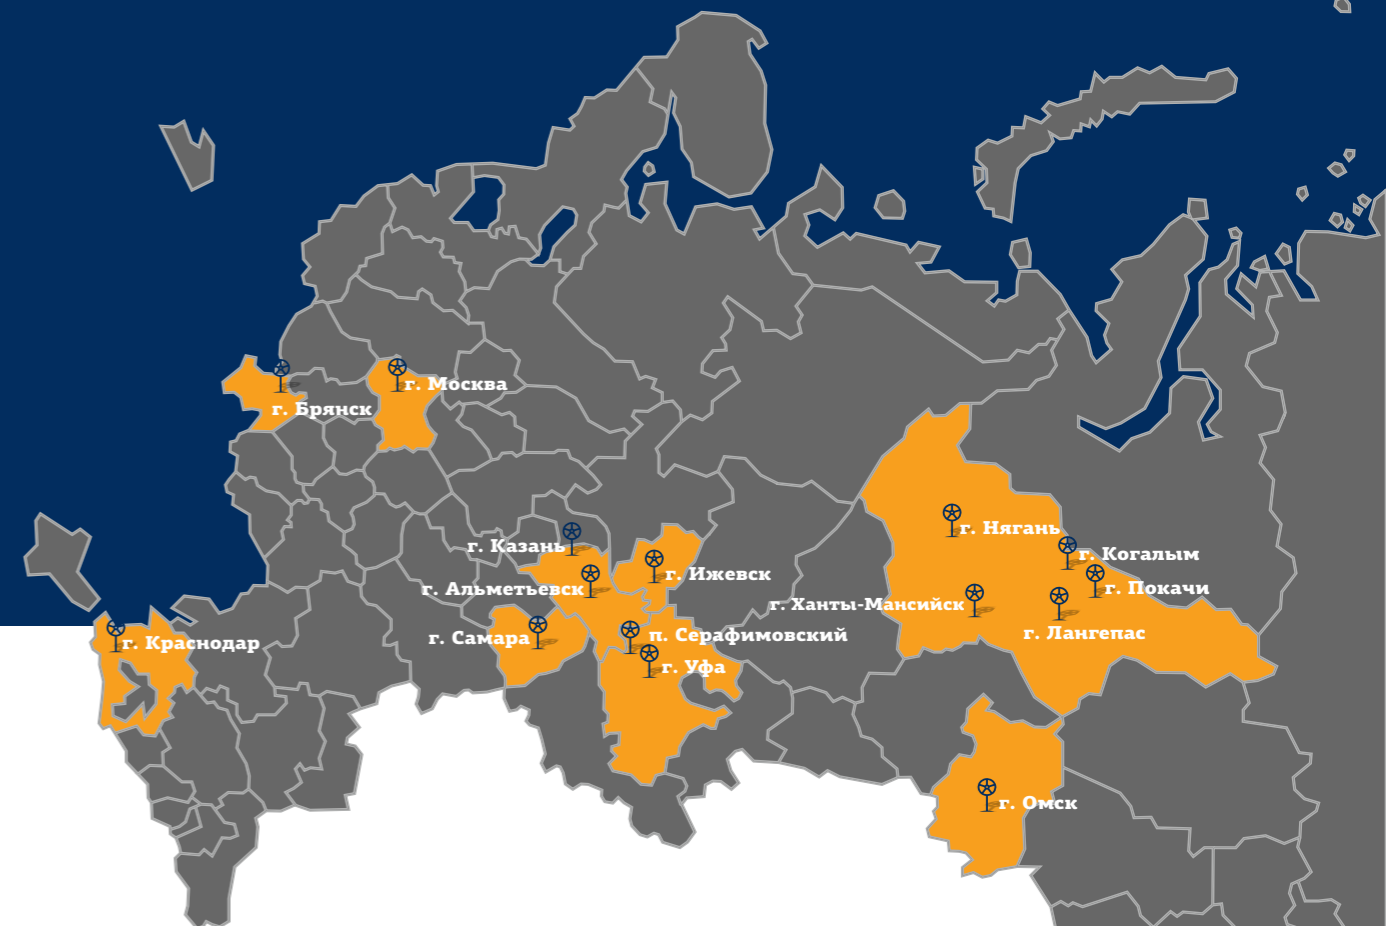 г. Москва
г. Брянск
г. Нягань
г. Казань
г. Когалым
г. Ижевск
г. Альметьевск
г. Покачи
г. Ханты-Мансийск
г. Лангепас
г. Самара
п. Серафимовский
г. Краснодар
г. Уфа
г. Омск